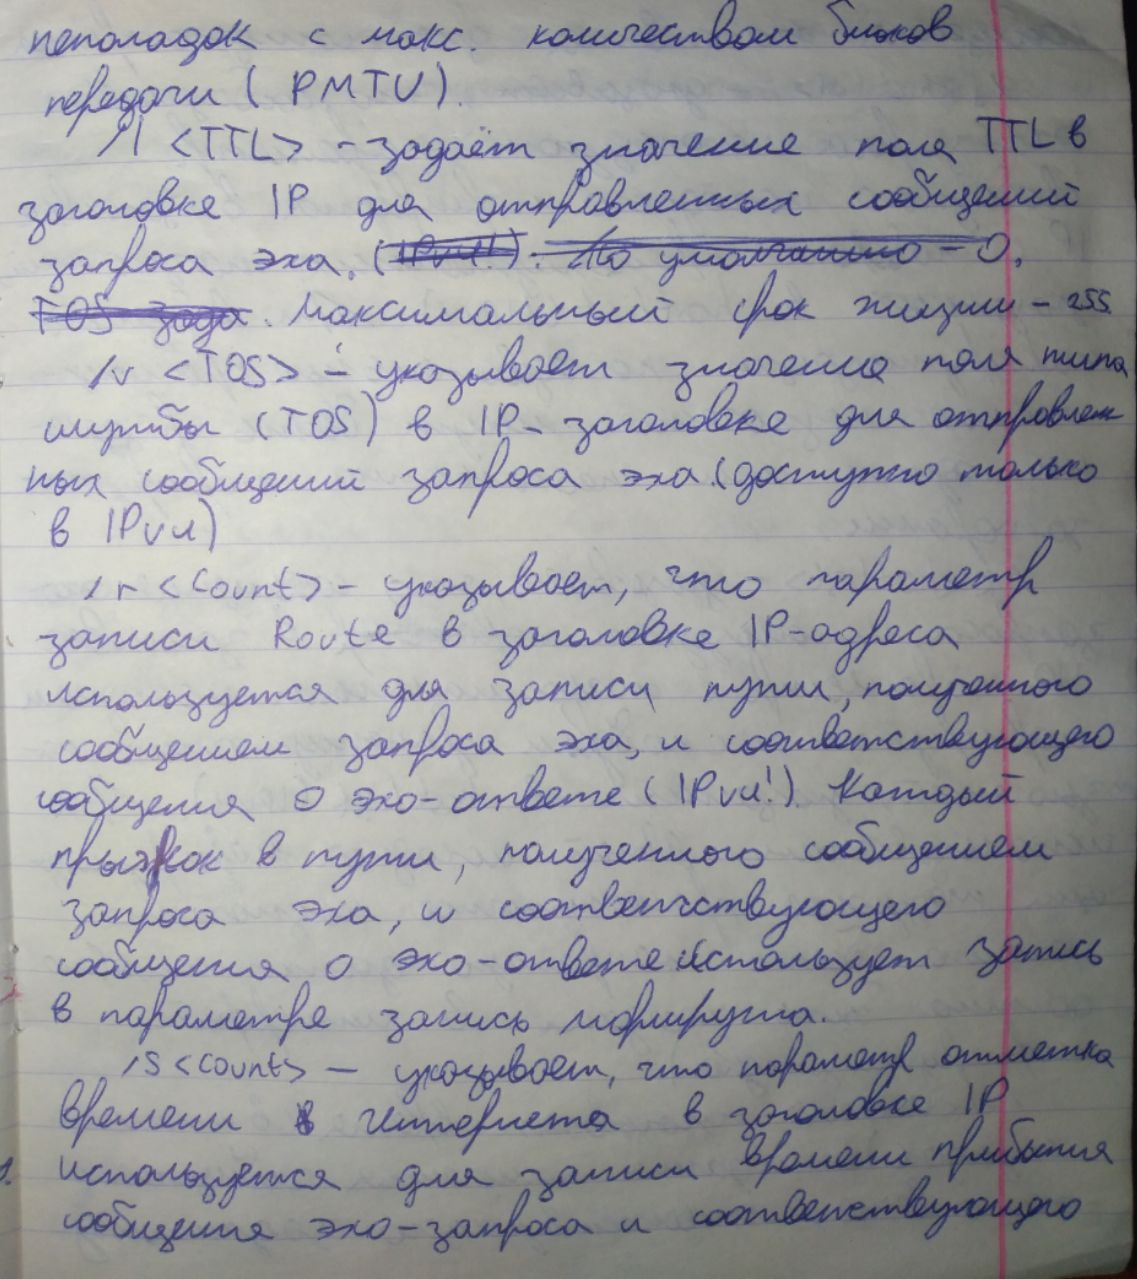 неполадок с макс. количеством блоков
передачи (PMTU).
/I <TTL> - задаёт значение поля TTL в
заголовке IP для отправленных сообщений
запроса эха. (IPv4!). По умолчанию - 0.
TOS зада. Максимальный срок жизни - 255.
/v <TOS> - указывает значение поля типа
службы (TOS) в IP-заголовке для отправлен
ных сообщений запроса эха. (доступно только
в IPv4)
/r <Count> - указывает, что параметр
записи Route в заголовке IP-адреса
используется для записи пути, полученного
сообщением запроса эха, и соответствующего
сообщения о эхо-ответе (IPv4!) Каждый
прыжок в пути, полученного сообщением
запроса эха, и соответствующего
сообщения о эхо-ответе использует запись
в параметре запись маршрута.
/s <count> - указывает, что параметр отметка
времени в Интернета в заголовке IP
используется для записи времени прибытия
сообщения эхо-запроса и соответствующего